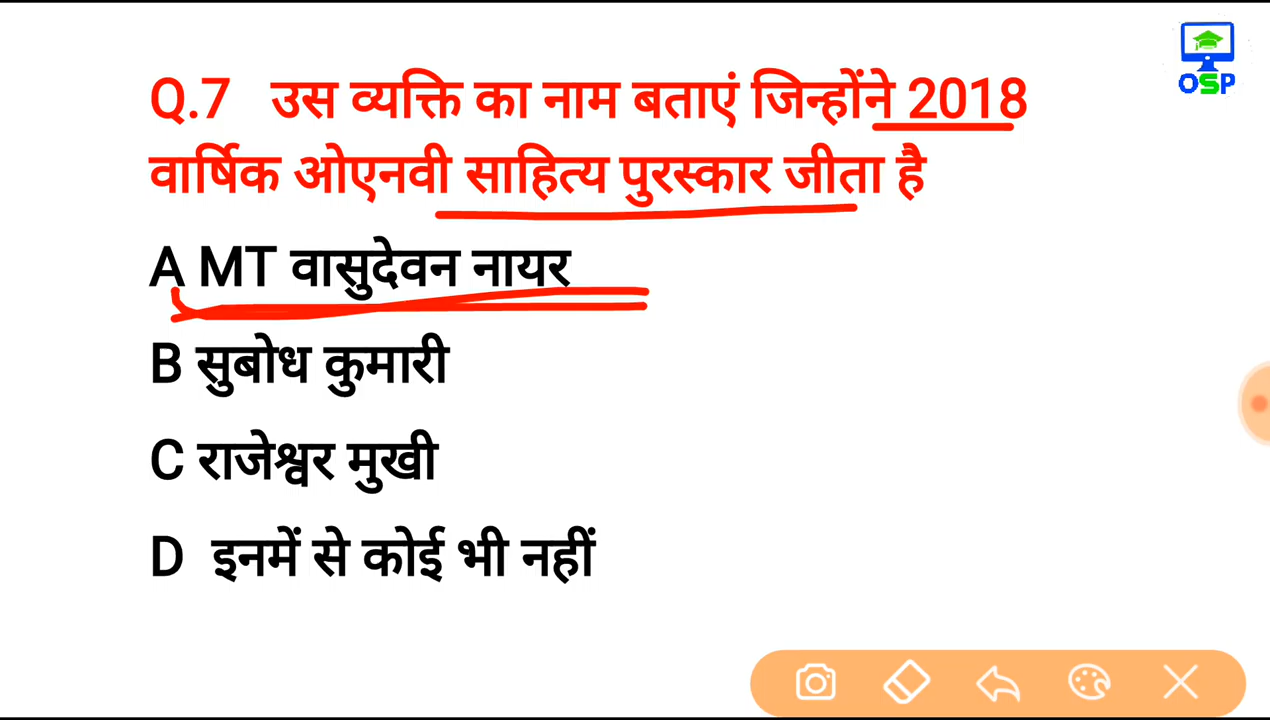 OSP
Q.7 उस व्यक्ति का नाम बताएं जिन्होंने 2018
वार्षिक ओएनवी साहित्य पुरस्कार जीता है
A MT वासुदेवन नायर
B सुबोध कुमारी
C राजेश्वर मुखी
D इनमें से कोई भी नहीं